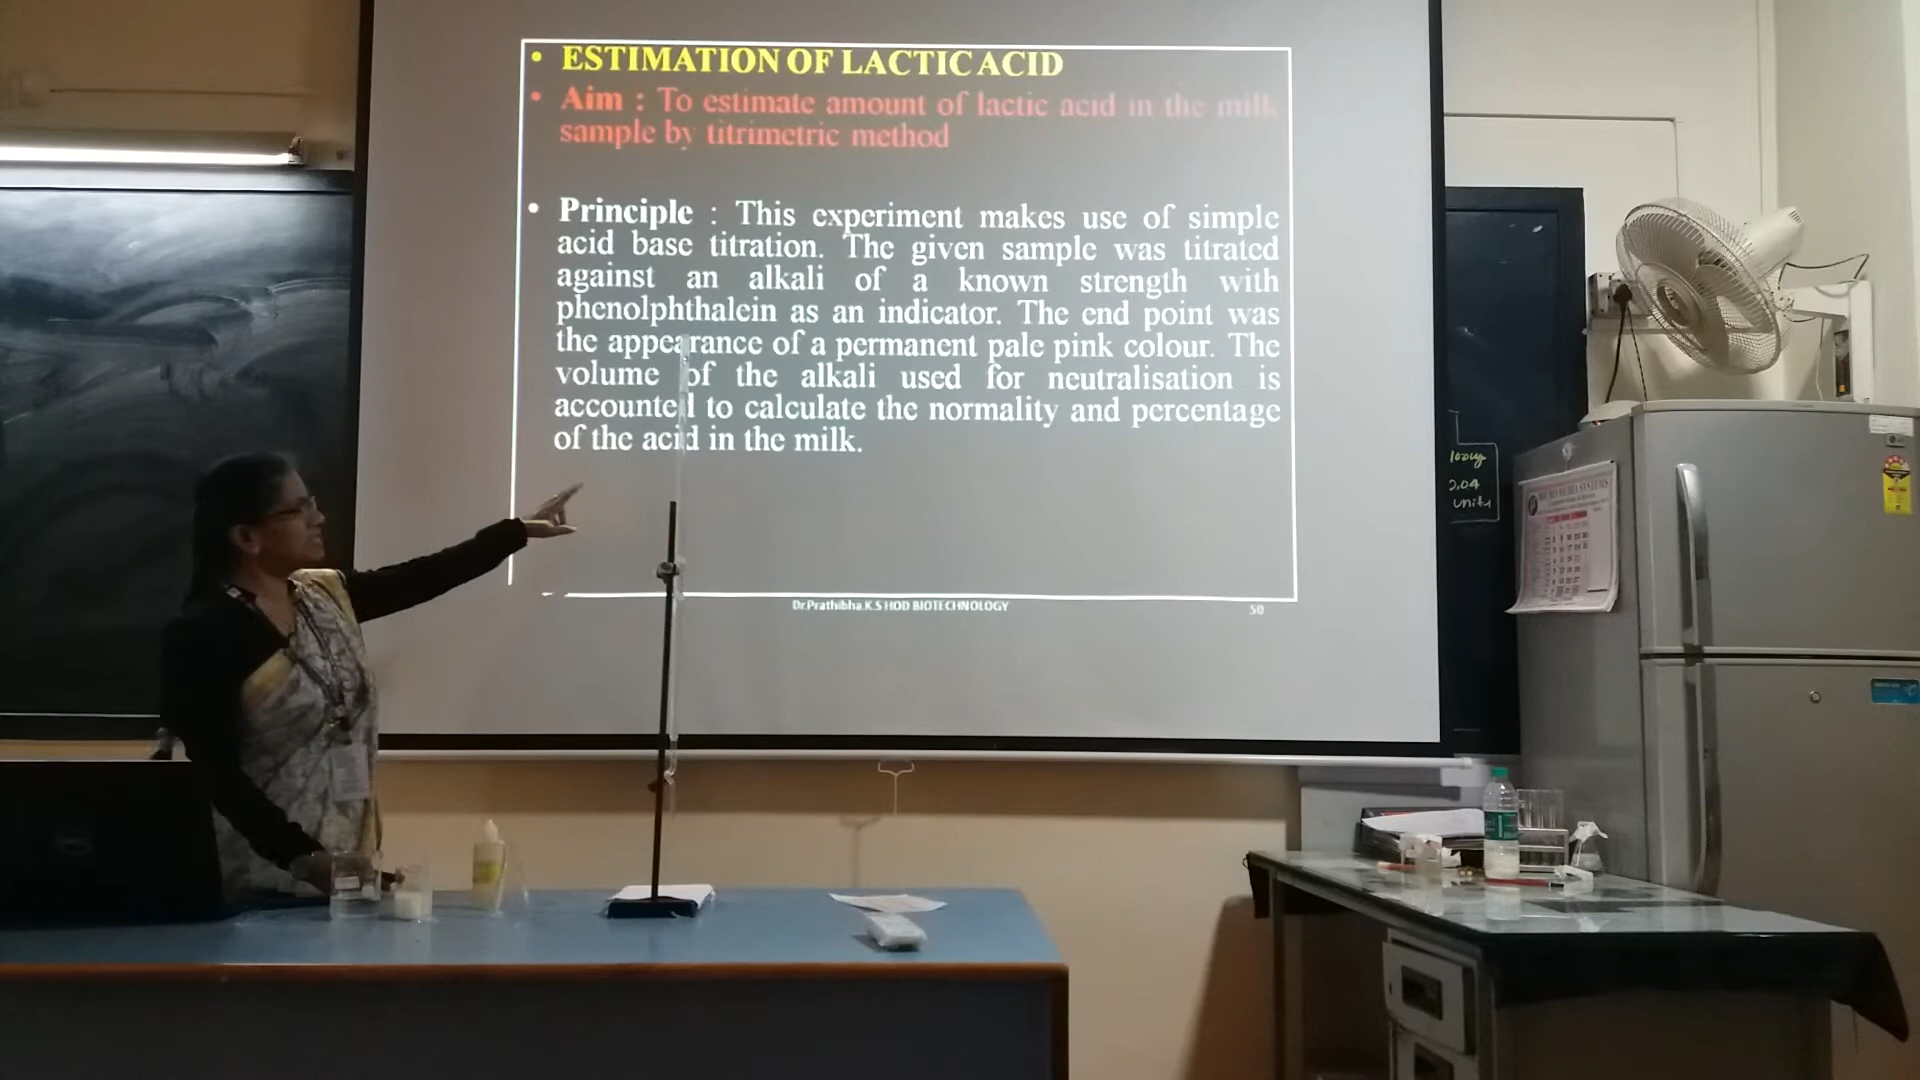 • ESTIMATION OF LACTIC ACID
• Aim : To estimate amount of lactic acid in the milk
sample by titrimetric method
• Principle : This experiment makes use of simple
acid base titration. The given sample was titrated
against an alkali of a known strength with
phenolphthalein as an indicator. The end point was
the appearance of a permanent pale pink colour. The
volume of the alkali used for neutralisation is
accounted to calculate the normality and percentage
of the acid in the milk.
Dr.Prathibha.K.S HOD BIOTECHNOLOGY
50
100
2.04
units